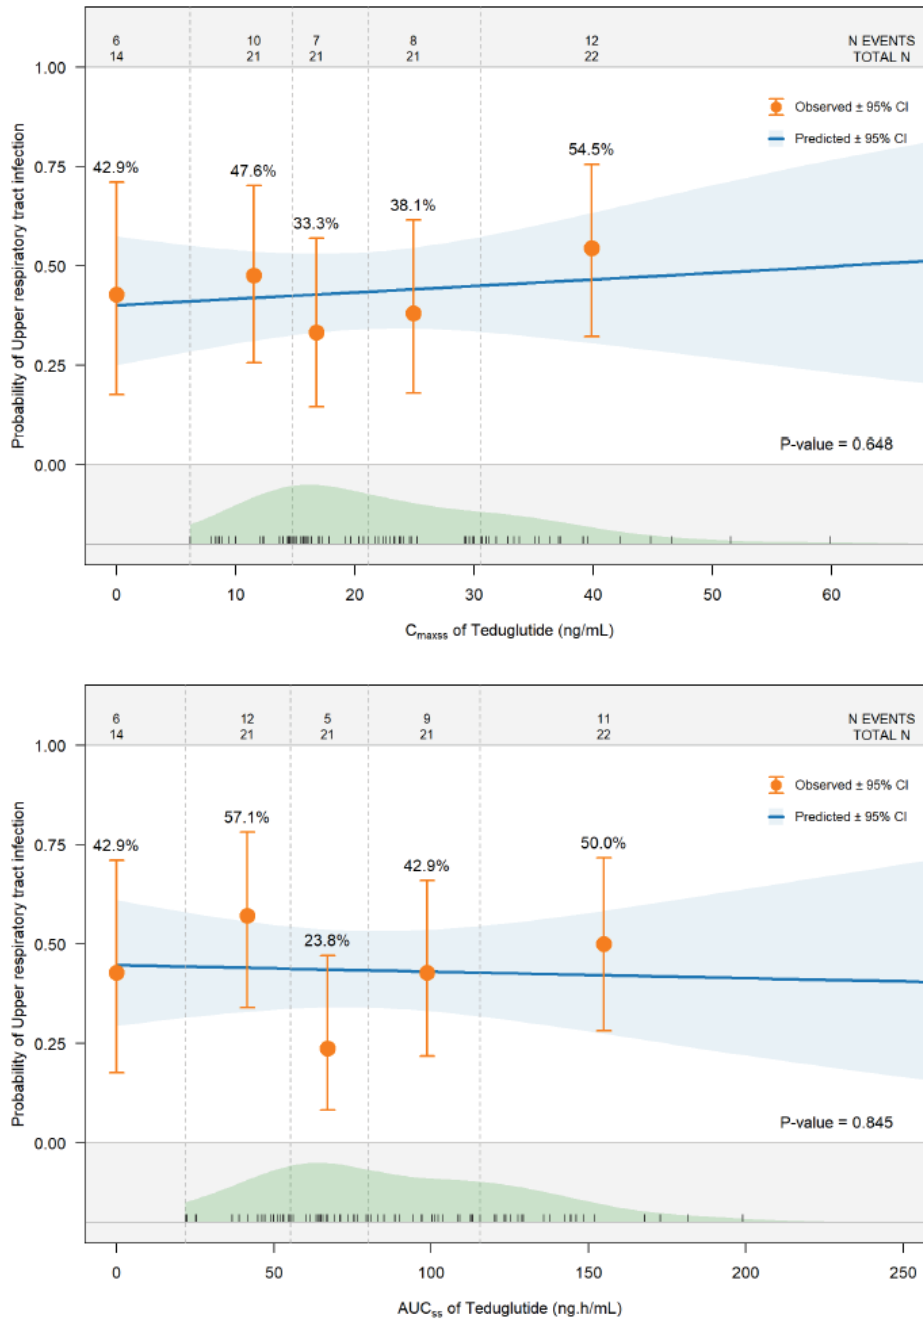 6 10 7 8 12 N EVENTS
14 21 21 21 22 TOTAL N
1.00
Observed ± 95% CI
Predicted ± 95% CI
54.5%
0.75
42.9%
47.6%
38.1%
33.3%
0.50
0.25
P-value = 0.648
0.00
Probability of Upper respiratory tract infection
0 10 20 30 40 50 60
Cmaxss of Teduglutide (ng/mL)
6 12 5 9 11 N EVENTS
14 21 21 21 22 TOTAL N
1.00
Observed ± 95% CI
Predicted ± 95% CI
57.1%
0.75
42.9%
42.9%
50.0%
23.8%
0.50
0.25
P-value = 0.845
0.00
Probability of Upper respiratory tract infection
0 50 100 150 200 250
AUCss of Teduglutide (ng.h/mL)